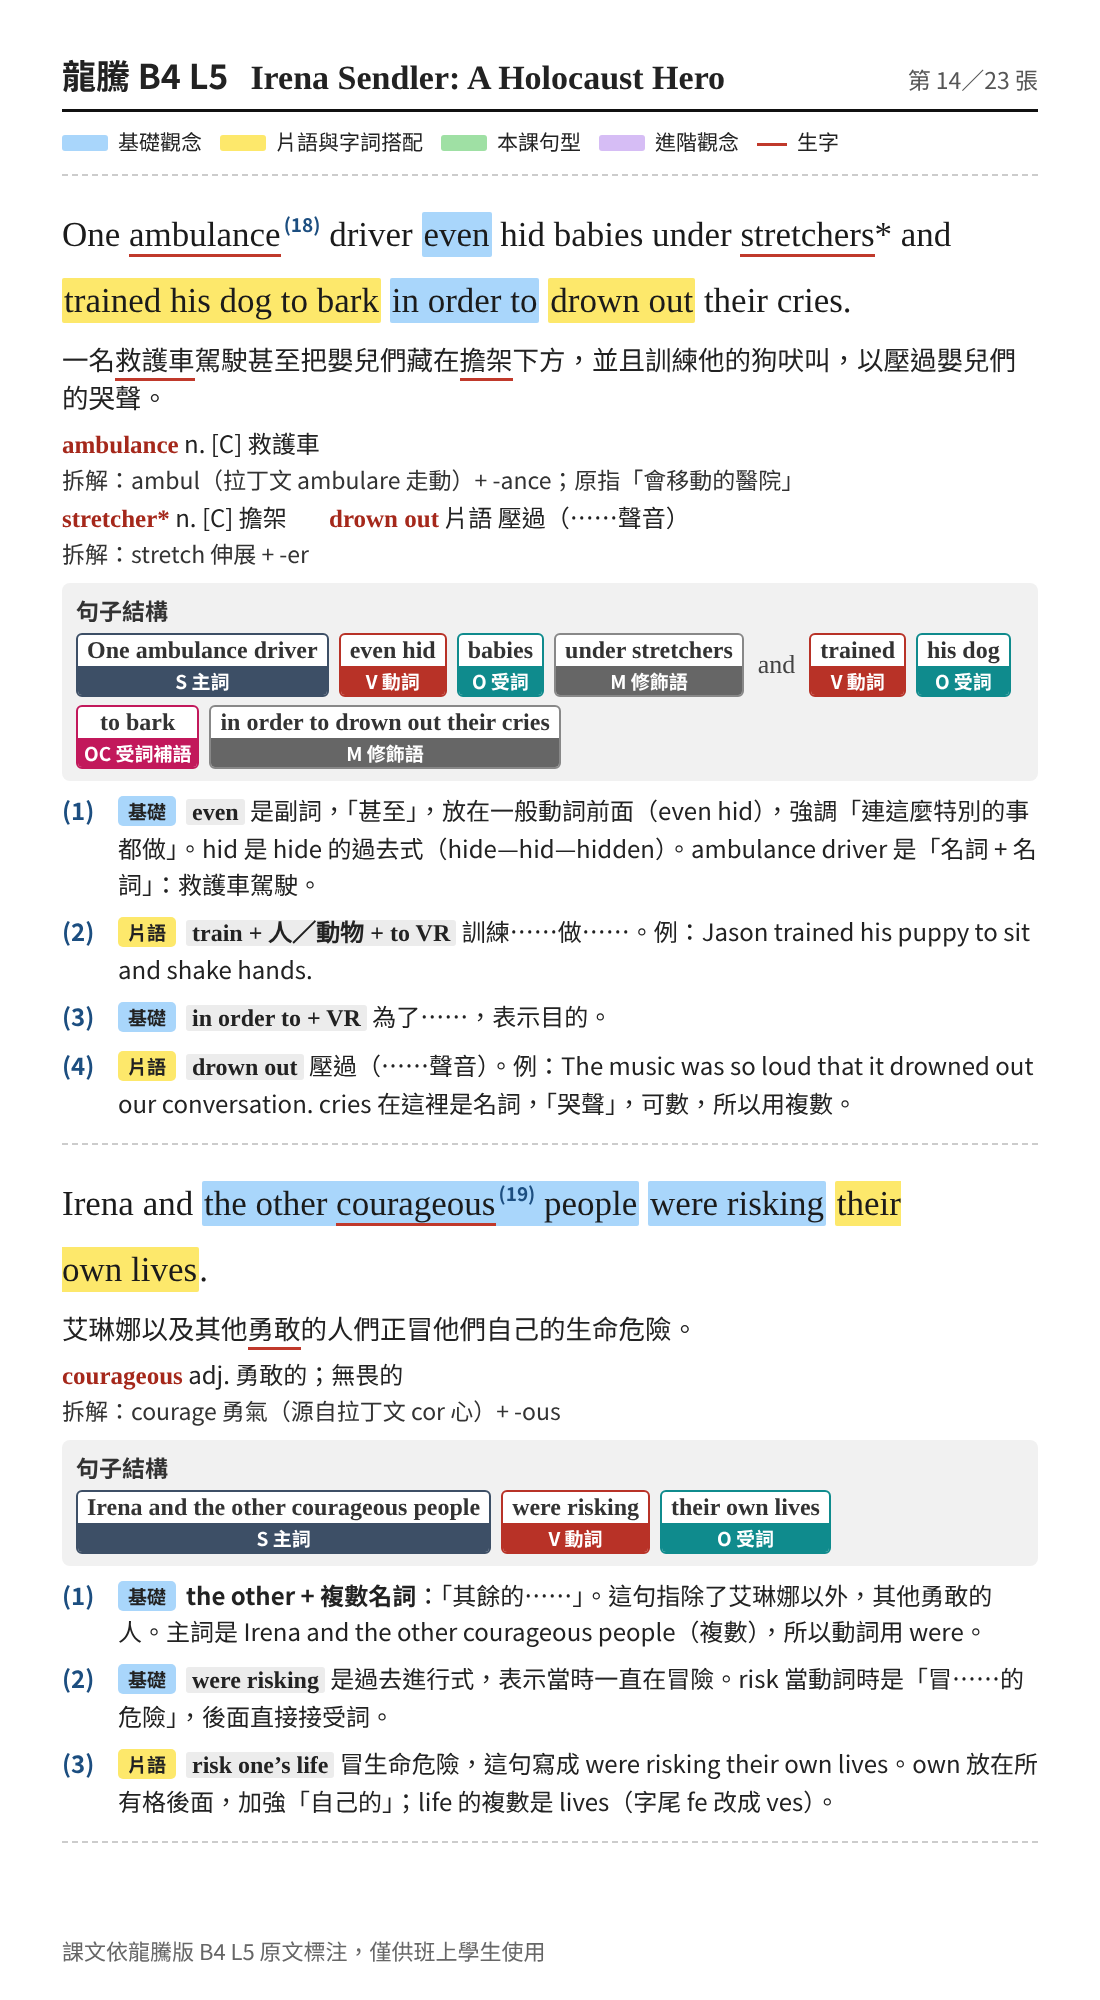 龍騰 B4 L5 Irena Sendler: A Holocaust Hero 第 14／23 張
基礎觀念 片語與字詞搭配 本課句型 進階觀念 生字
One ambulance(18) driver even hid babies under stretchers* and
trained his dog to bark in order to drown out their cries.
一名救護車駕駛甚至把嬰兒們藏在擔架下方，並且訓練他的狗吠叫，以壓過嬰兒們
的哭聲。
ambulance n. [C] 救護車
拆解：ambul（拉丁文 ambulare 走動）+ -ance；原指「會移動的醫院」
stretcher* n. [C] 擔架 drown out 片語 壓過（……聲音）
拆解：stretch 伸展 + -er
句子結構
One ambulance driver even hid babies under stretchers and trained his dog
S 主詞 V 動詞 O 受詞 M 修飾語 V 動詞 O 受詞
to bark in order to drown out their cries
OC 受詞補語 M 修飾語
(1) 基礎 even 是副詞，「甚至」，放在一般動詞前面（even hid），強調「連這麼特別的事
都做」。hid 是 hide 的過去式（hide—hid—hidden）。ambulance driver 是「名詞 + 名
詞」：救護車駕駛。
(2) 片語 train + 人／動物 + to VR 訓練……做……。例：Jason trained his puppy to sit
and shake hands.
(3) 基礎 in order to + VR 為了……，表示目的。
(4) 片語 drown out 壓過（……聲音）。例：The music was so loud that it drowned out
our conversation. cries 在這裡是名詞，「哭聲」，可數，所以用複數。
Irena and the other courageous(19) people were risking their
own lives.
艾琳娜以及其他勇敢的人們正冒他們自己的生命危險。
courageous adj. 勇敢的；無畏的
拆解：courage 勇氣（源自拉丁文 cor 心）+ -ous
句子結構
Irena and the other courageous people were risking their own lives
S 主詞 V 動詞 O 受詞
(1) 基礎 the other + 複數名詞：「其餘的……」。這句指除了艾琳娜以外，其他勇敢的
人。主詞是 Irena and the other courageous people（複數），所以動詞用 were。
(2) 基礎 were risking 是過去進行式，表示當時一直在冒險。risk 當動詞時是「冒……的
危險」，後面直接接受詞。
(3) 片語 risk one’s life 冒生命危險，這句寫成 were risking their own lives。own 放在所
有格後面，加強「自己的」；life 的複數是 lives（字尾 fe 改成 ves）。
課文依龍騰版 B4 L5 原文標注，僅供班上學生使用